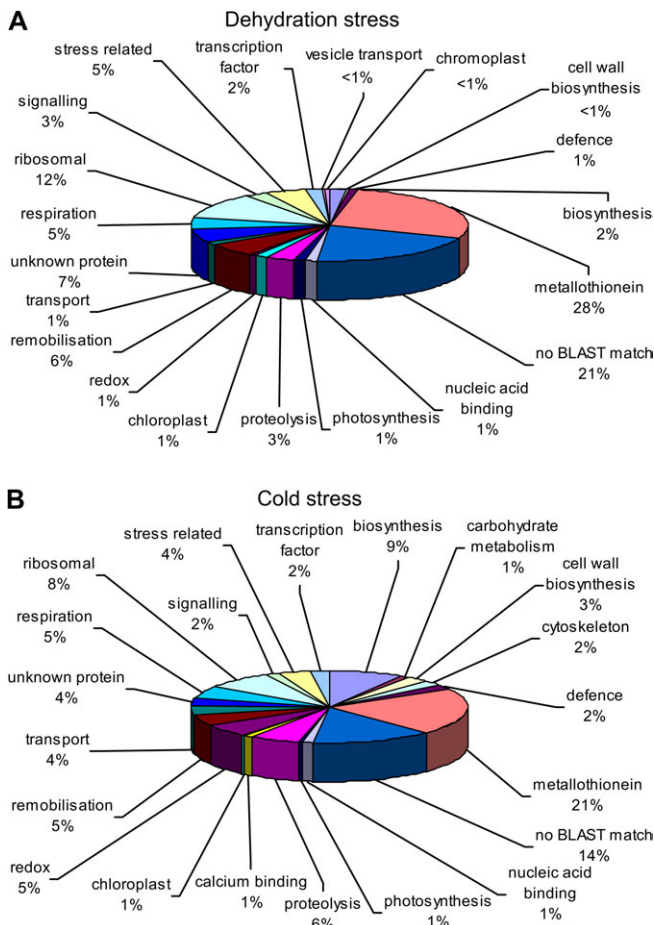 A
Dehydration stress
stress related
5%
transcription
factor
2%
vesicle transport
<1%
chromoplast
<1%
cell wall
biosynthesis
<1%
signalling
3%
defence
1%
ribosomal
12%
biosynthesis
2%
respiration
5%
metallothionein
28%
unknown protein
7%
transport
1%
no BLAST match
21%
remobilisation
6%
redox
1%
nucleic acid
binding
1%
chloroplast
1%
proteolysis
3%
photosynthesis
1%
B
Cold stress
stress related
4%
transcription
factor
2%
biosynthesis
9%
carbohydrate
metabolism
1%
cell wall
biosynthesis
3%
ribosomal
8%
signalling
2%
cytoskeleton
2%
respiration
5%
defence
2%
unknown protein
4%
transport
4%
metallothionein
21%
remobilisation
5%
no BLAST match
14%
redox
5%
nucleic acid
binding
1%
chloroplast
1%
calcium binding
1%
proteolysis
6%
photosynthesis
1%